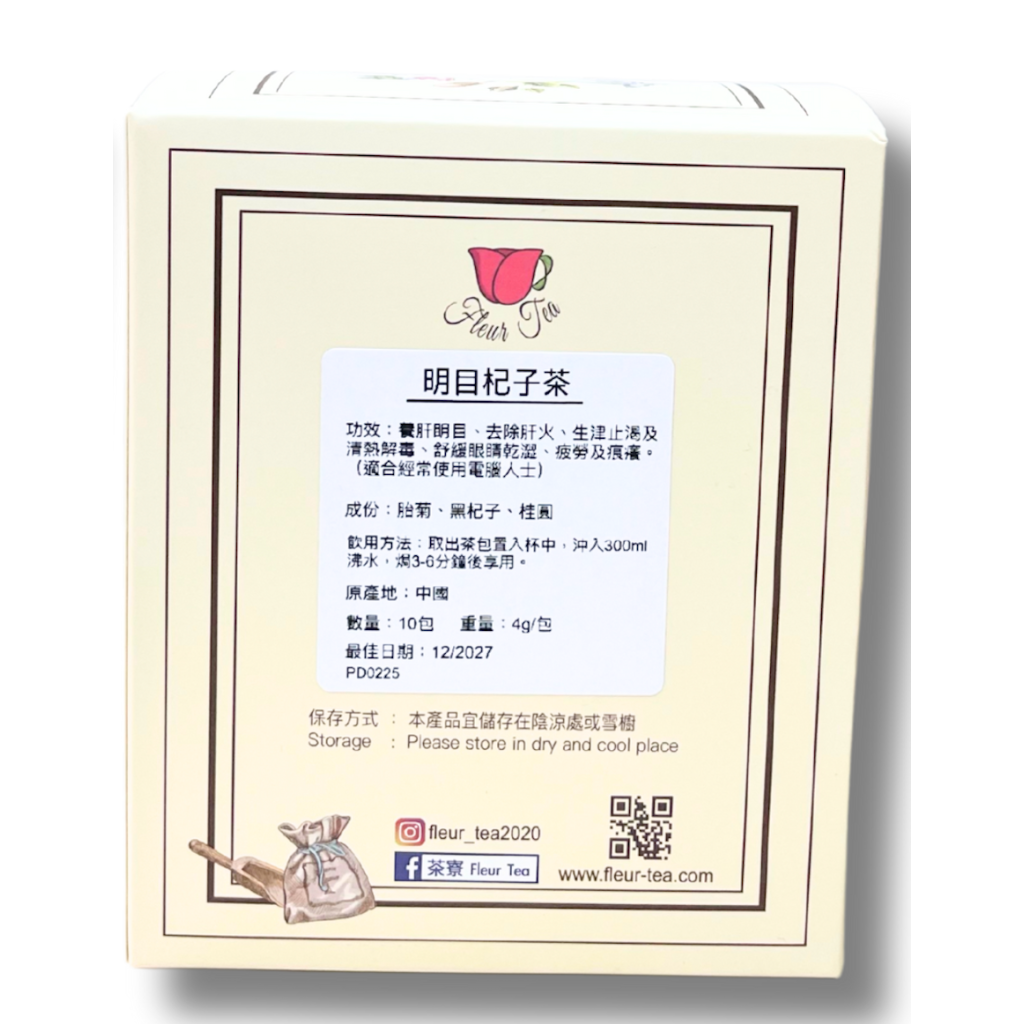 Fleur Tea
明目杞子茶
功效：養肝明目、去除肝火、生津止渴及
清熱解毒、舒緩眼睛乾澀、疲勞及痕癢。
（適合經常使用電腦人士）
成份：胎菊、黑杞子、桂圓
飲用方法：取出茶包置入杯中，沖入300ml
沸水，焗3-6分鐘後享用。
原產地：中國
數量：10包 重量：4g/包
最佳日期：12/2027
PD0225
保存方式 ： 本產品宜儲存在陰涼處或雪櫥
Storage : Please store in dry and cool place
fleur_tea2020
茶寮 Fleur Tea
www.fleur-tea.com